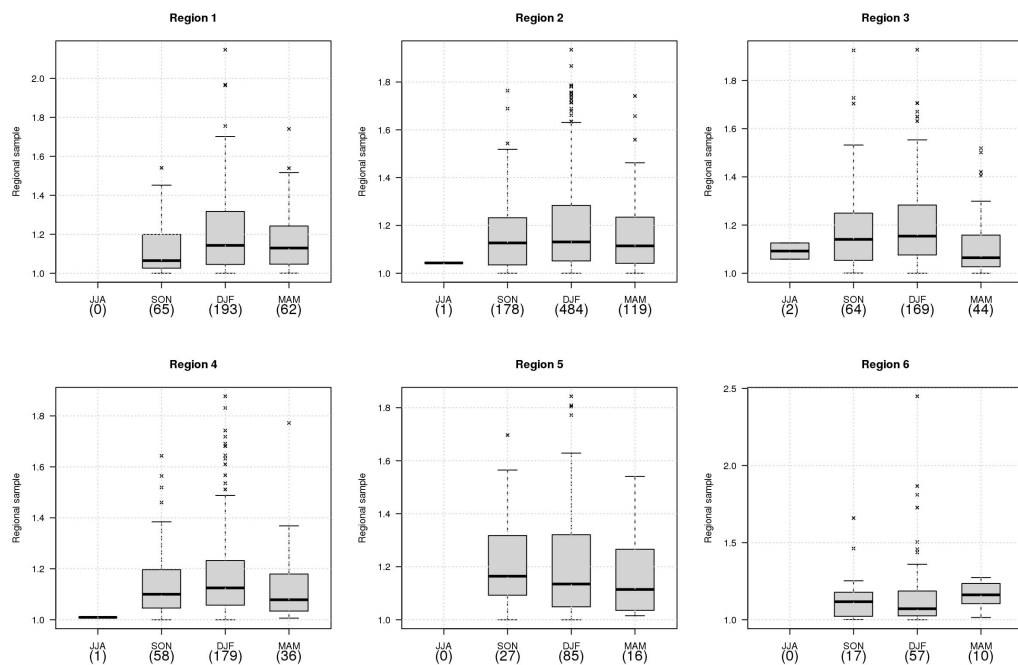 Region 1
Regional sample
2.0
1.8
1.6
1.4
1.2
1.0
JJA SON DJF MAM
(0) (65) (193) (62)
Region 2
Regional sample
1.8
1.6
1.4
1.2
1.0
JJA SON DJF MAM
(1) (178) (484) (119)
Region 3
Regional sample
1.8
1.6
1.4
1.2
1.0
JJA SON DJF MAM
(2) (64) (169) (44)
Region 4
Regional sample
1.8
1.6
1.4
1.2
1.0
JJA SON DJF MAM
(1) (58) (179) (36)
Region 5
Regional sample
1.8
1.6
1.4
1.2
1.0
JJA SON DJF MAM
(0) (27) (85) (16)
Region 6
Regional sample
2.5
2.0
1.5
1.0
JJA SON DJF MAM
(0) (17) (57) (10)